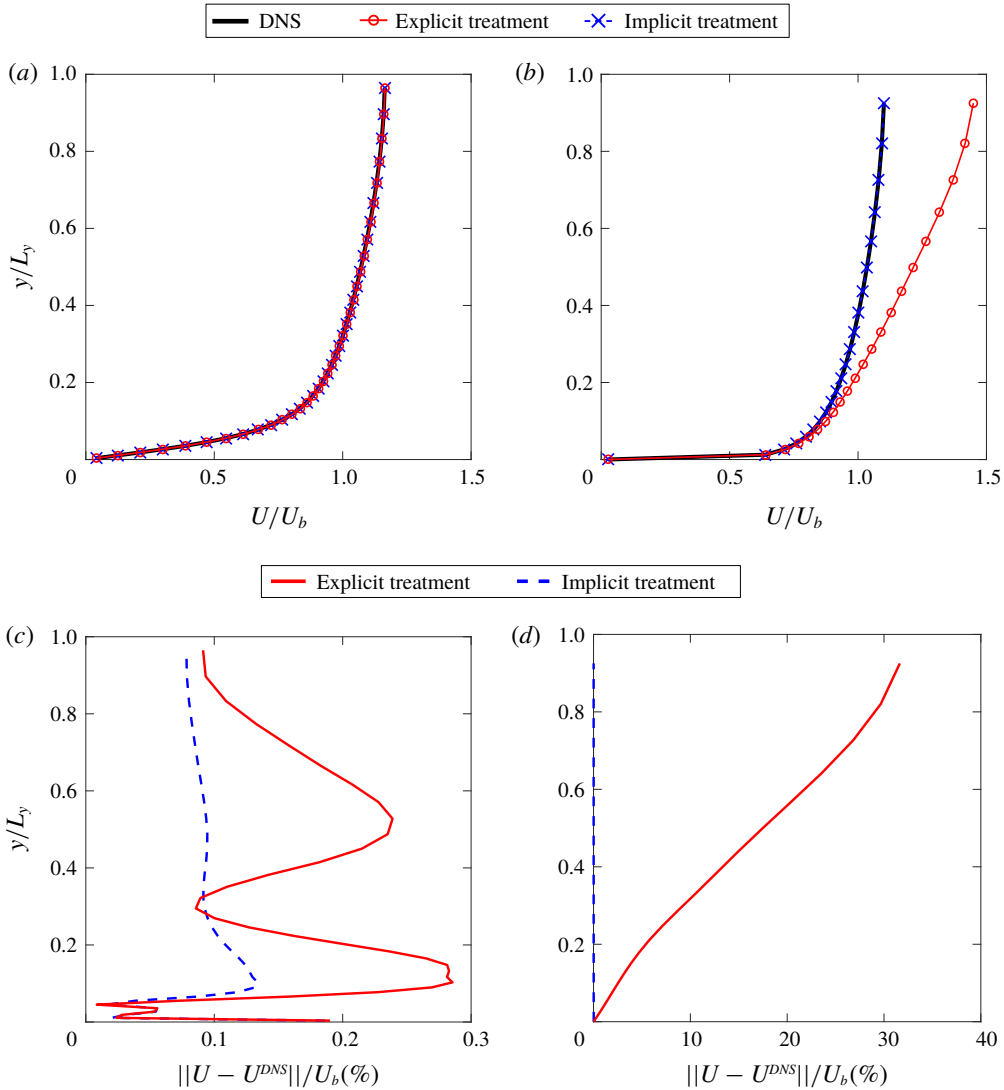 DNS Explicit treatment Implicit treatment
(a)
(b)
1.0
0.8
0.6
0.4
0.2
y/L_y
0 0.5 1.0 1.5
U/U_b
1.0
0.8
0.6
0.4
0.2
0 0.5 1.0 1.5
U/U_b
Explicit treatment Implicit treatment
(c)
(d)
1.0
0.8
0.6
0.4
0.2
y/L_y
0 0.1 0.2 0.3
||U − U^DNS||/U_b(%)
1.0
0.8
0.6
0.4
0.2
0 10 20 30 40
||U − U^DNS||/U_b(%)